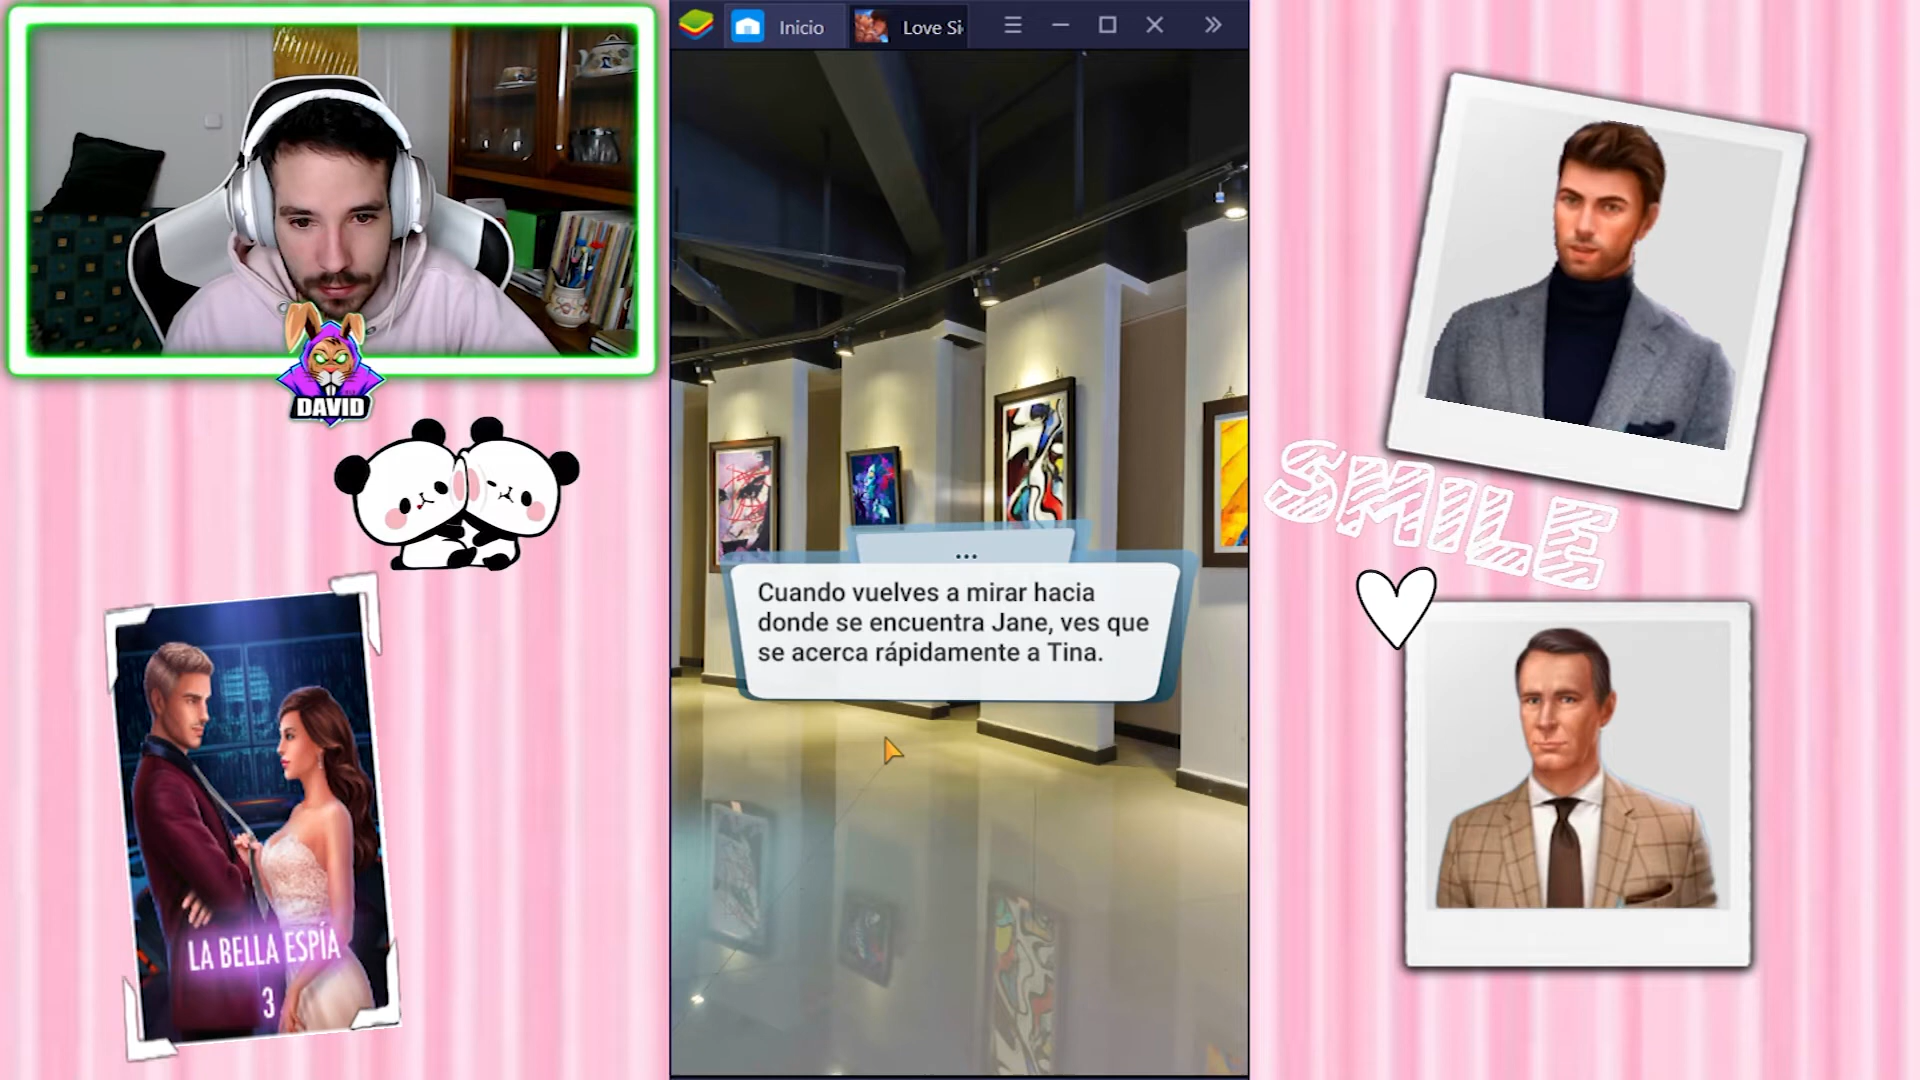 Inicio
Love Si
DAVID
...
Cuando vuelves a mirar hacia
donde se encuentra Jane, ves que
se acerca rápidamente a Tina.
SMILE
LA BELLA ESPÍA
3